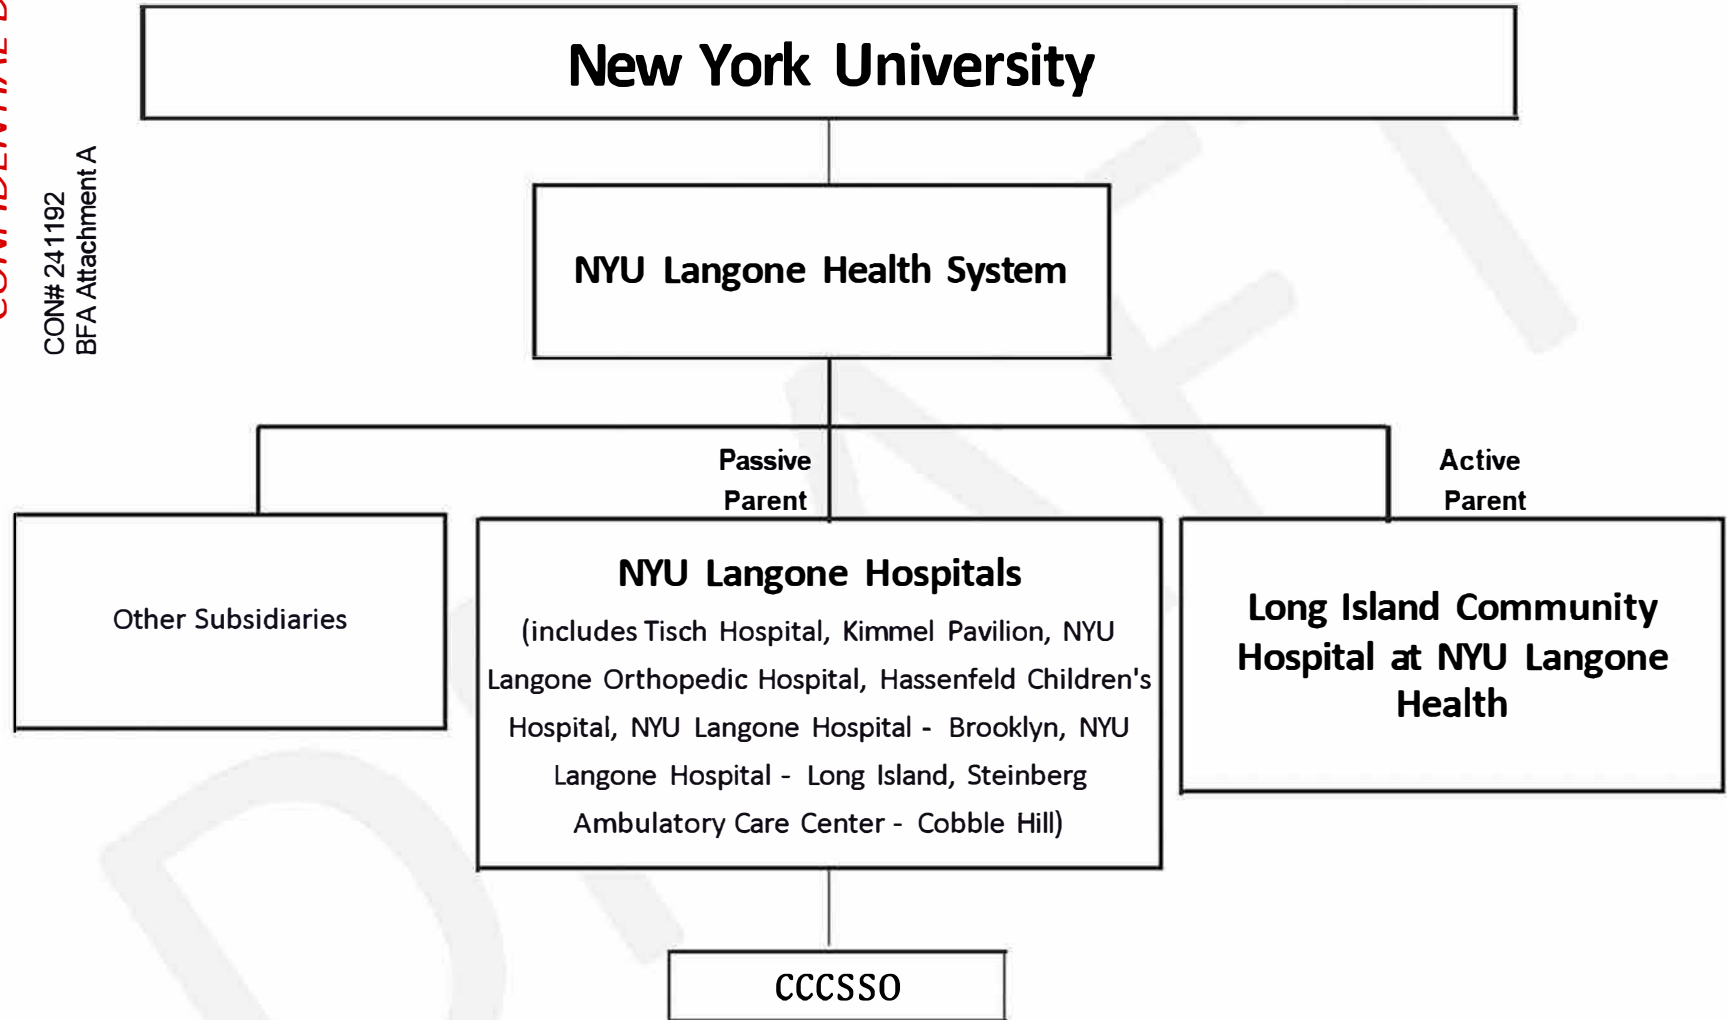 CONFIDENTIAL
CON# 241192
BFA Attachment A
New York University
NYU Langone Health System
Passive
Parent
Active
Parent
Other Subsidiaries
NYU Langone Hospitals
(includes Tisch Hospital, Kimmel Pavilion, NYU
Langone Orthopedic Hospital, Hassenfeld Children's
Hospital, NYU Langone Hospital - Brooklyn, NYU
Langone Hospital - Long Island, Steinberg
Ambulatory Care Center - Cobble Hill)
Long Island Community
Hospital at NYU Langone
Health
CCCSSO
DRAFT